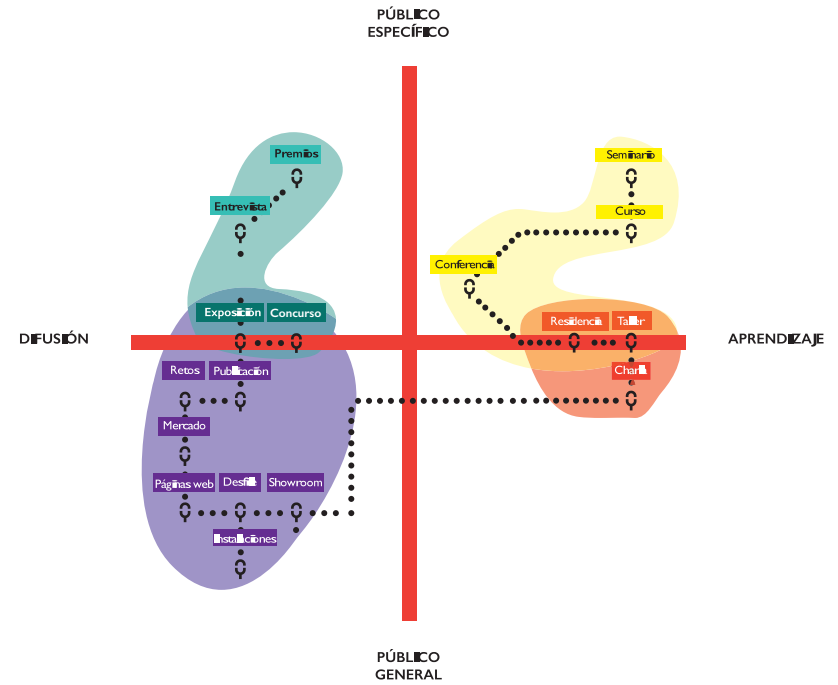 PÚBLICO
ESPECÍFICO
Premios
Seminario
Entrevista
Curso
Conferencia
Exposición
Concurso
Residencia
Taller
DIFUSIÓN
APRENDIZAJE
Retos
Publicación
Charla
Mercado
Páginas web
Desfile
Showroom
Instalaciones
PÚBLICO
GENERAL